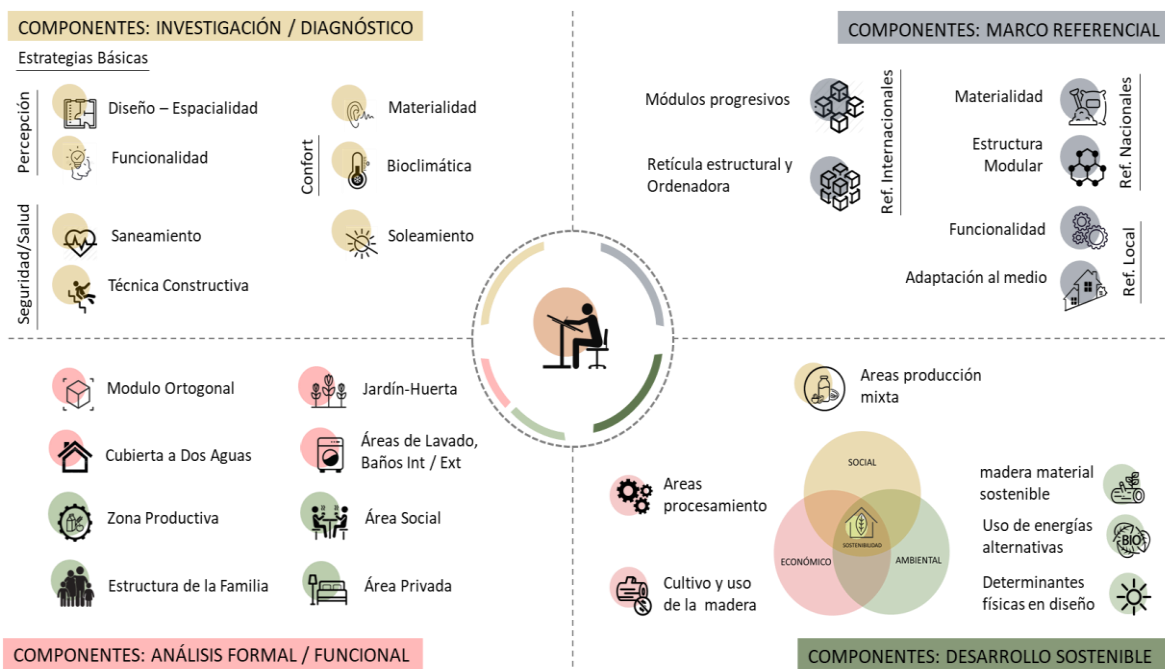 COMPONENTES: INVESTIGACIÓN / DIAGNÓSTICO
Estrategias Básicas
Percepción
Diseño – Espacialidad
Funcionalidad
Seguridad/Salud
Saneamiento
Técnica Constructiva
Materialidad
Confort
Bioclimática
Soleamiento
COMPONENTES: MARCO REFERENCIAL
Módulos progresivos
Retícula estructural y
Ordenadora
Ref. Internacionales
Materialidad
Estructura
Modular
Ref. Nacionales
Funcionalidad
Adaptación al medio
Ref. Local
Modulo Ortogonal
Cubierta a Dos Aguas
Zona Productiva
Estructura de la Familia
Jardín-Huerta
Áreas de Lavado,
Baños Int / Ext
Área Social
Área Privada
COMPONENTES: ANÁLISIS FORMAL / FUNCIONAL
Areas producción
mixta
Areas
procesamiento
Cultivo y uso
de la madera
SOCIAL
SOSTENIBILIDAD
ECONÓMICO
AMBIENTAL
madera material
sostenible
Uso de energías
alternativas
BIO
Determinantes
físicas en diseño
COMPONENTES: DESARROLLO SOSTENIBLE